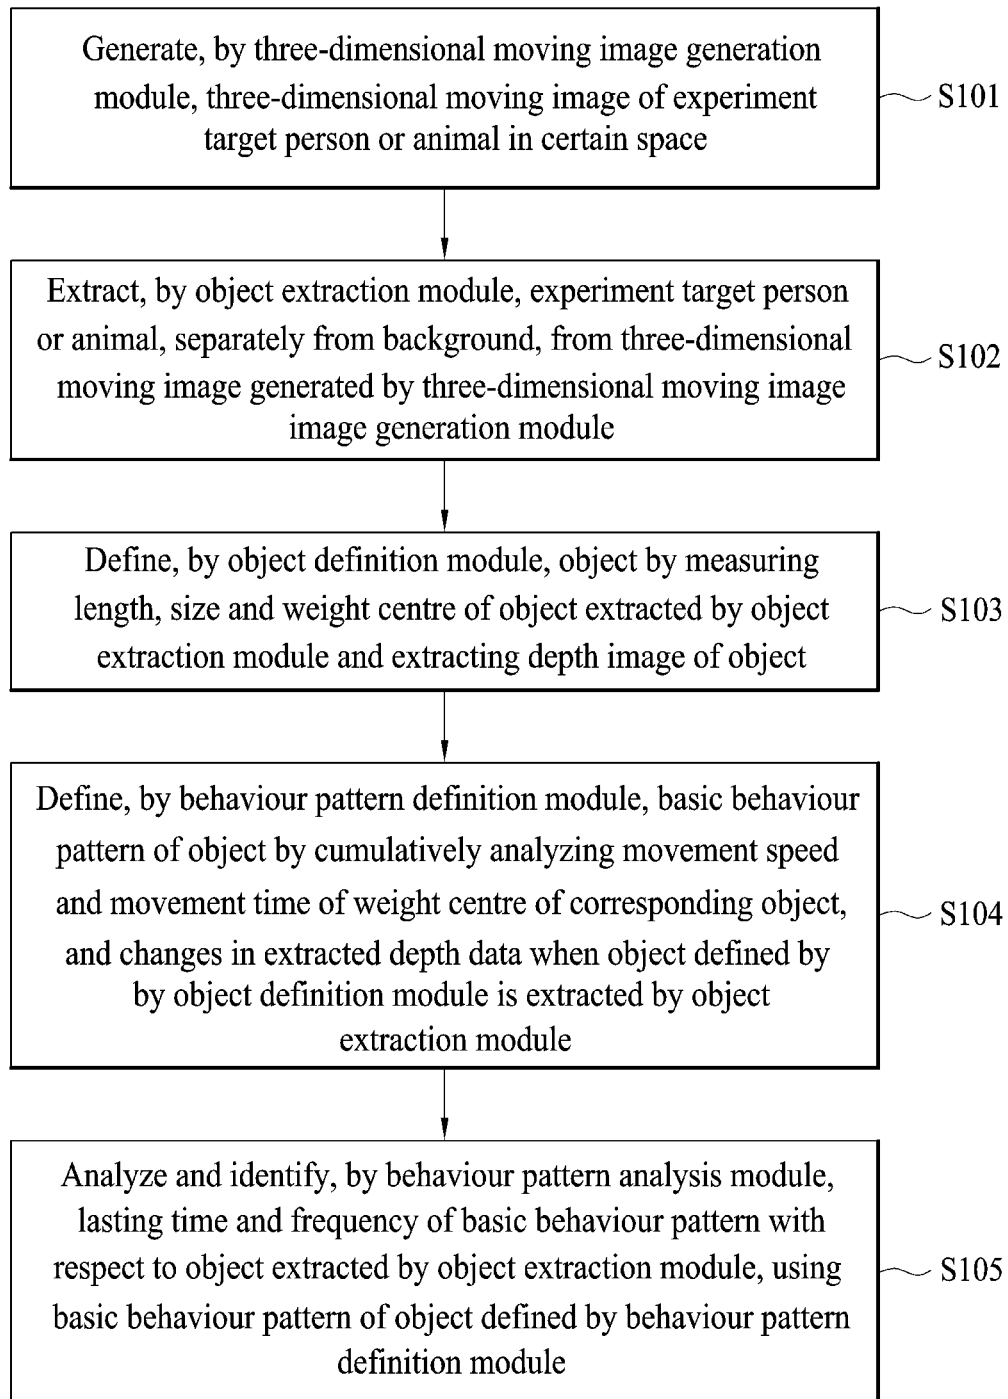 Generate, by three-dimensional moving image generation
module, three-dimensional moving image of experiment
target person or animal in certain space
S101
Extract, by object extraction module, experiment target person
or animal, separately from background, from three-dimensional
moving image generated by three-dimensional moving image
image generation module
S102
Define, by object definition module, object by measuring
length, size and weight centre of object extracted by object
extraction module and extracting depth image of object
S103
Define, by behaviour pattern definition module, basic behaviour
pattern of object by cumulatively analyzing movement speed
and movement time of weight centre of corresponding object,
and changes in extracted depth data when object defined by
by object definition module is extracted by object
extraction module
S104
Analyze and identify, by behaviour pattern analysis module,
lasting time and frequency of basic behaviour pattern with
respect to object extracted by object extraction module, using
basic behaviour pattern of object defined by behaviour pattern
definition module
S105